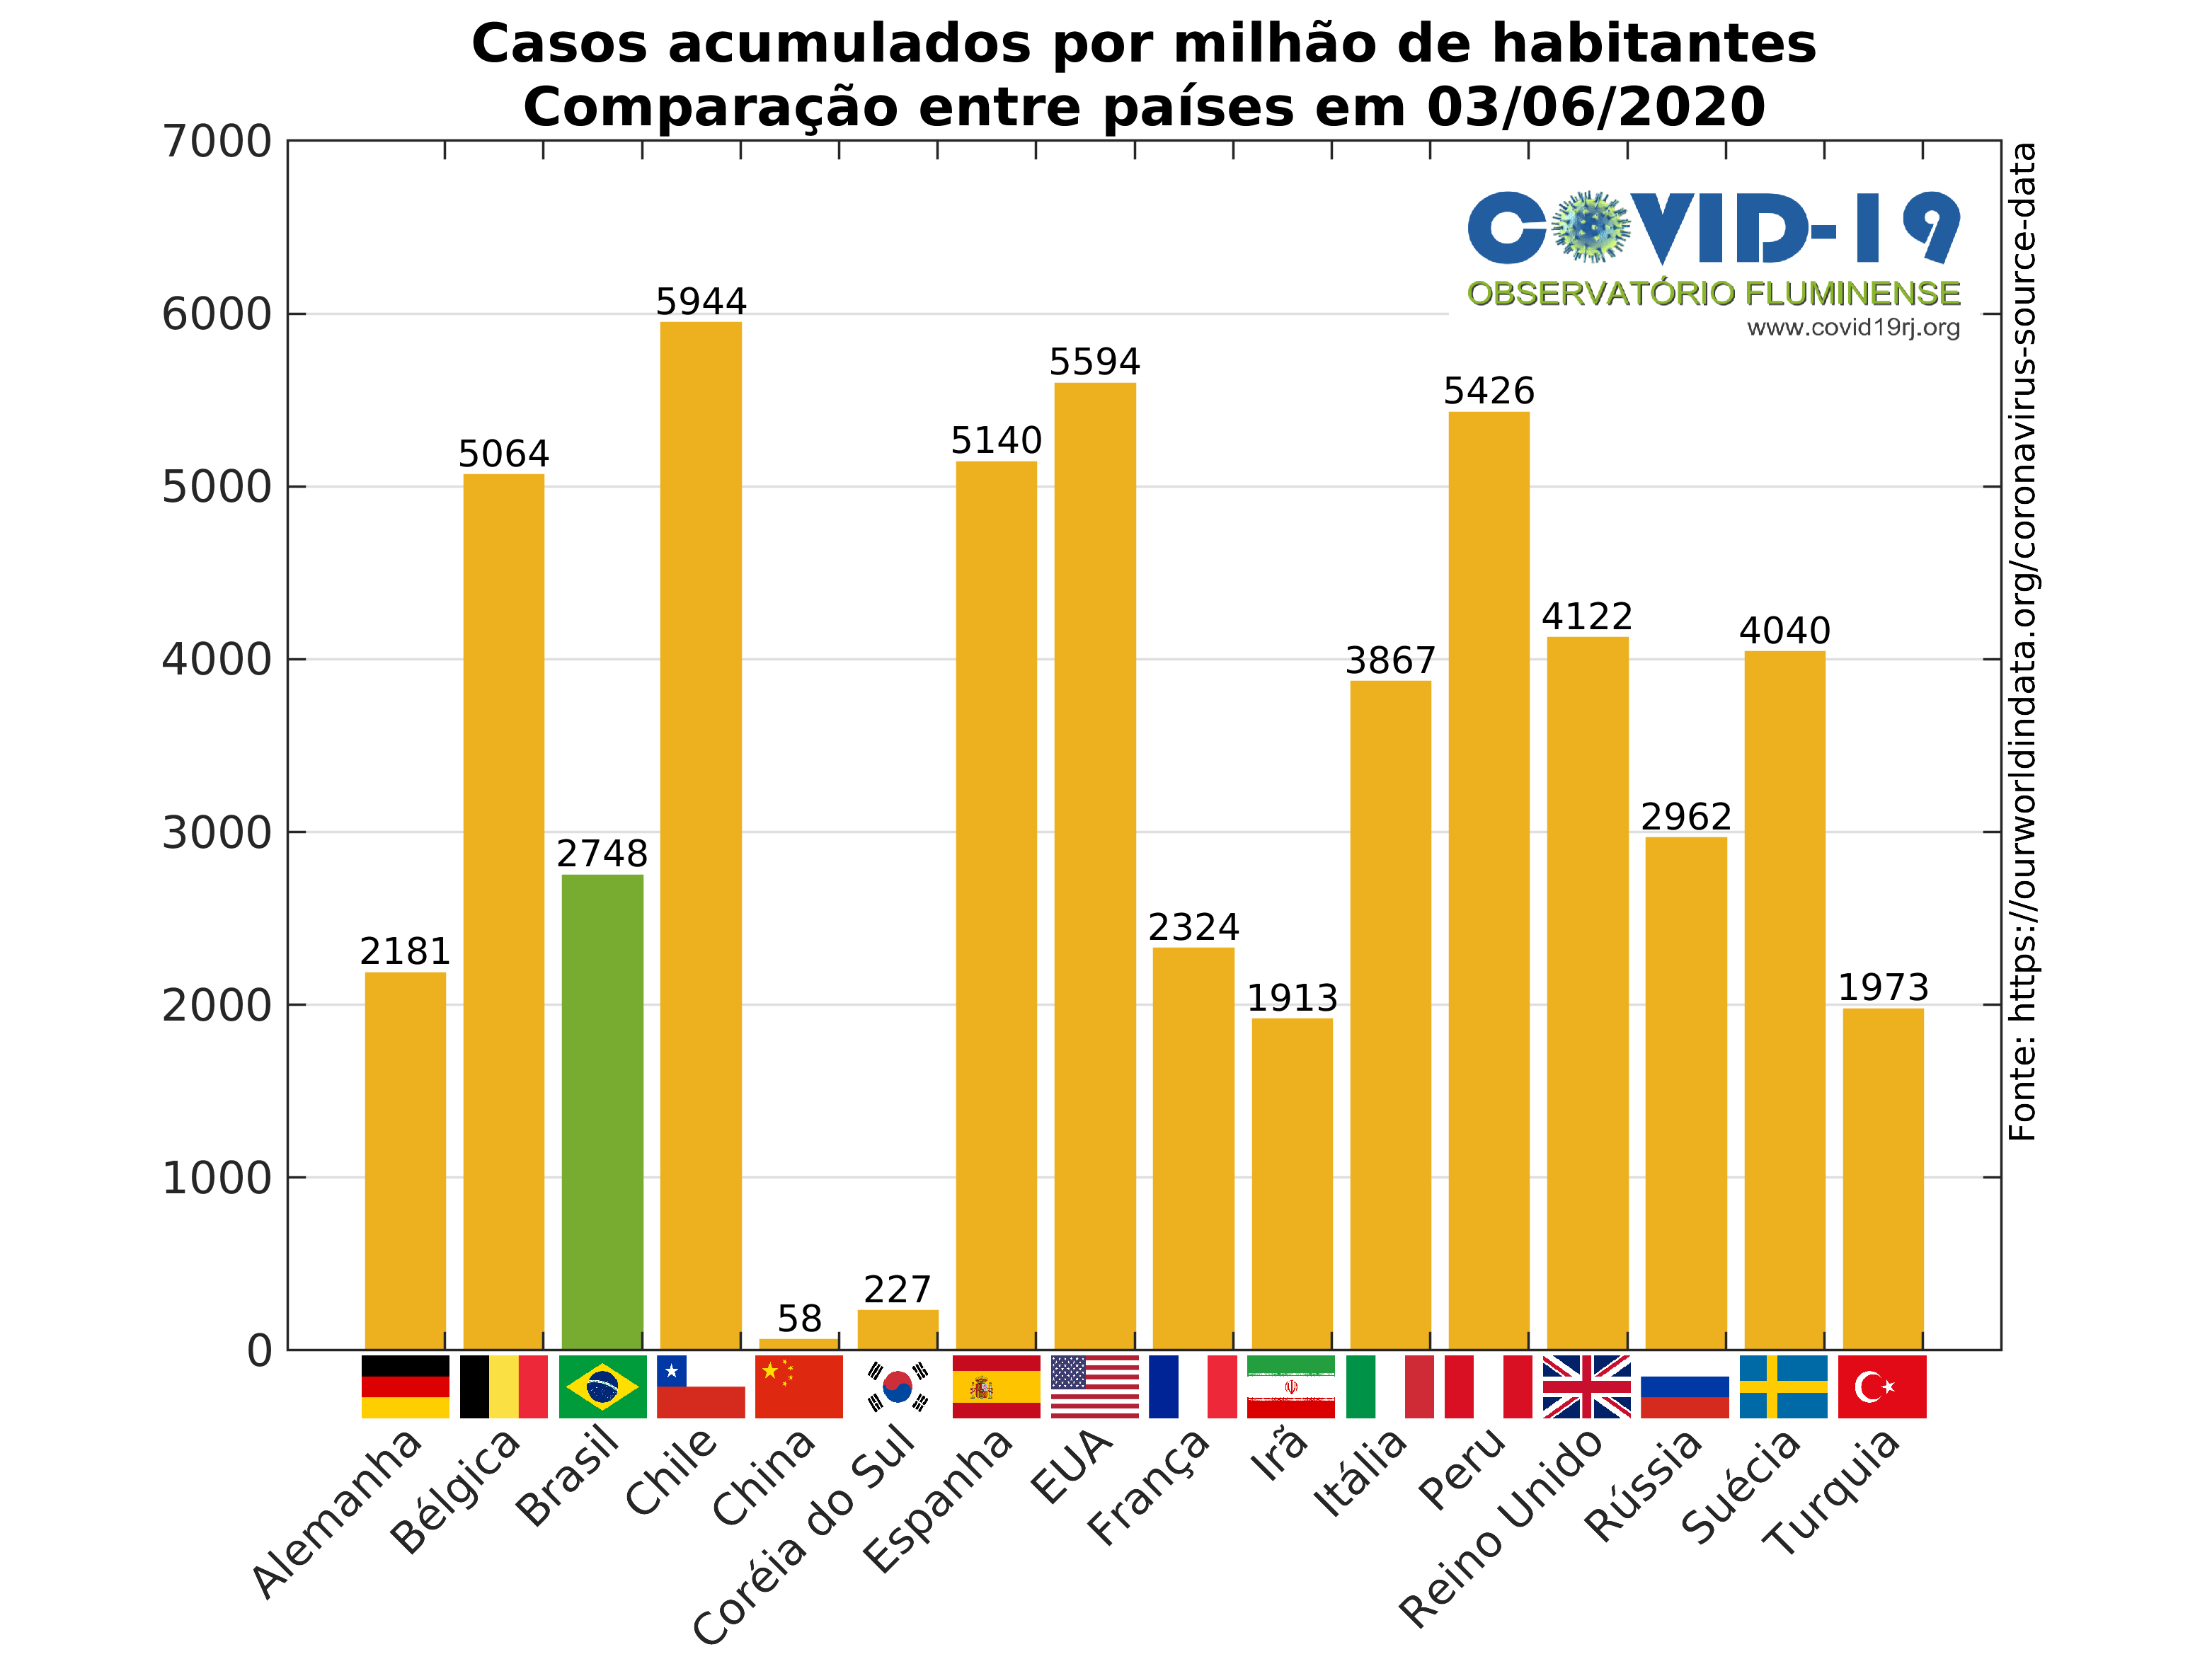 Casos acumulados por milhão de habitantes
Comparação entre países em 03/06/2020
7000
6000
5000
4000
3000
2000
1000
0
COVID-19
OBSERVATÓRIO FLUMINENSE
www.covid19rj.org
Fonte: https://ourworldindata.org/coronavirus-source-data
2181
5064
2748
5944
58
227
5140
5594
2324
1913
3867
5426
4122
2962
4040
1973
Alemanha
Bélgica
Brasil
Chile
China
Coréia do Sul
Espanha
EUA
França
Irã
Itália
Peru
Reino Unido
Rússia
Suécia
Turquia